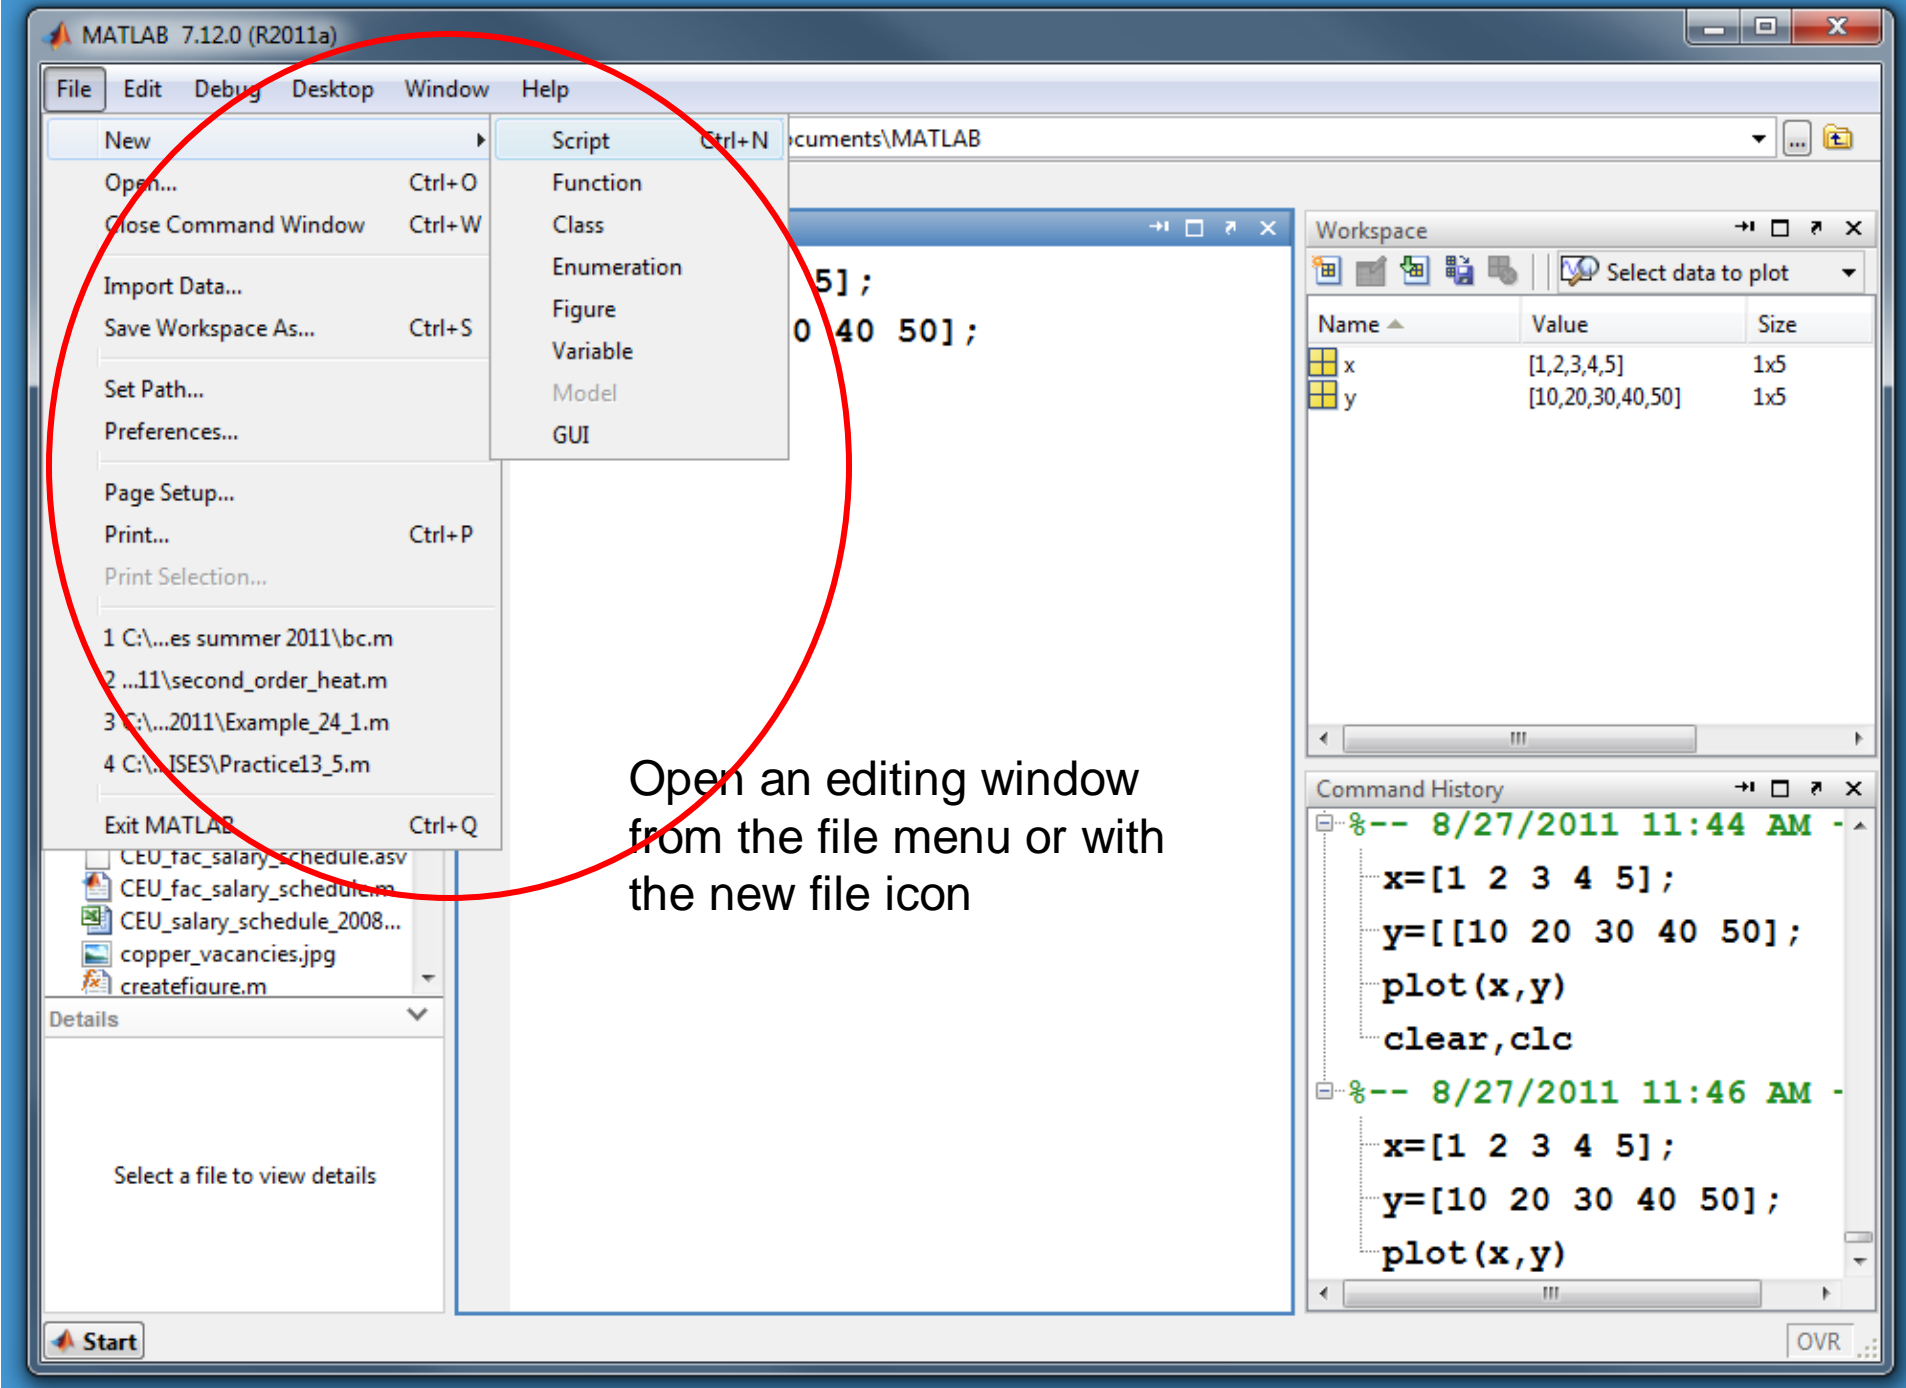 MATLAB 7.12.0 (R2011a)
File Edit Debug Desktop Window Help
New
Open... Ctrl+O
Close Command Window Ctrl+W
Import Data...
Save Workspace As... Ctrl+S
Set Path...
Preferences...
Page Setup...
Print... Ctrl+P
Print Selection...
1 C:\...es summer 2011\bc.m
2 ...11\second_order_heat.m
3 C:\...2011\Example_24_1.m
4 C:\...ISES\Practice13_5.m
Exit MATLAB Ctrl+Q
Script Ctrl+N
Function
Class
Enumeration
Figure
Variable
Model
GUI
cuments\MATLAB
...
5];
0 40 50];
Open an editing window
from the file menu or with
the new file icon
CEU_fac_salary_schedule.asv
CEU_fac_salary_schedule.m
CEU_salary_schedule_2008...
copper_vacancies.jpg
createfigure.m
Details
Select a file to view details
Workspace
Select data to plot
Name Value Size
x [1,2,3,4,5] 1x5
y [10,20,30,40,50] 1x5
Command History
%-- 8/27/2011 11:44 AM -
x=[1 2 3 4 5];
y=[[10 20 30 40 50];
plot(x,y)
clear,clc
%-- 8/27/2011 11:46 AM -
x=[1 2 3 4 5];
y=[10 20 30 40 50];
plot(x,y)
Start
OVR